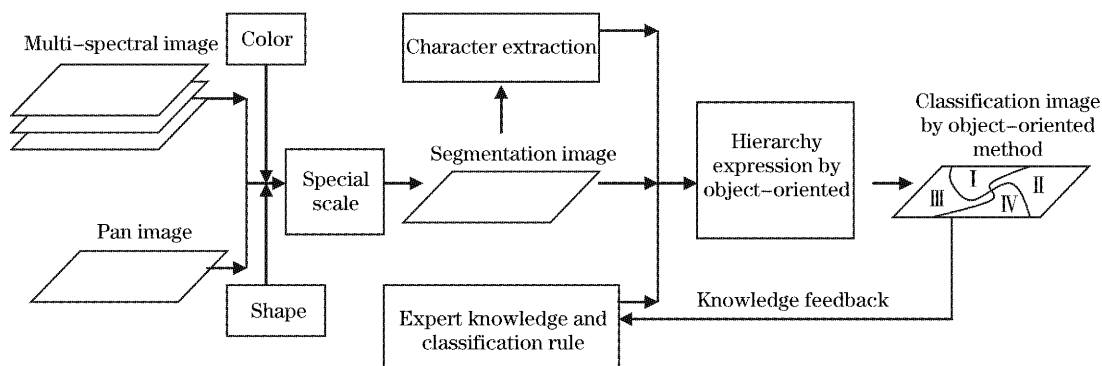 Multi-spectral image
Color
Character extraction
Classification image
by object-oriented
method
Segmentation image
Hierarchy
expression by
object-oriented
Special
scale
I
II
III
IV
Pan image
Shape
Expert knowledge and
classification rule
Knowledge feedback